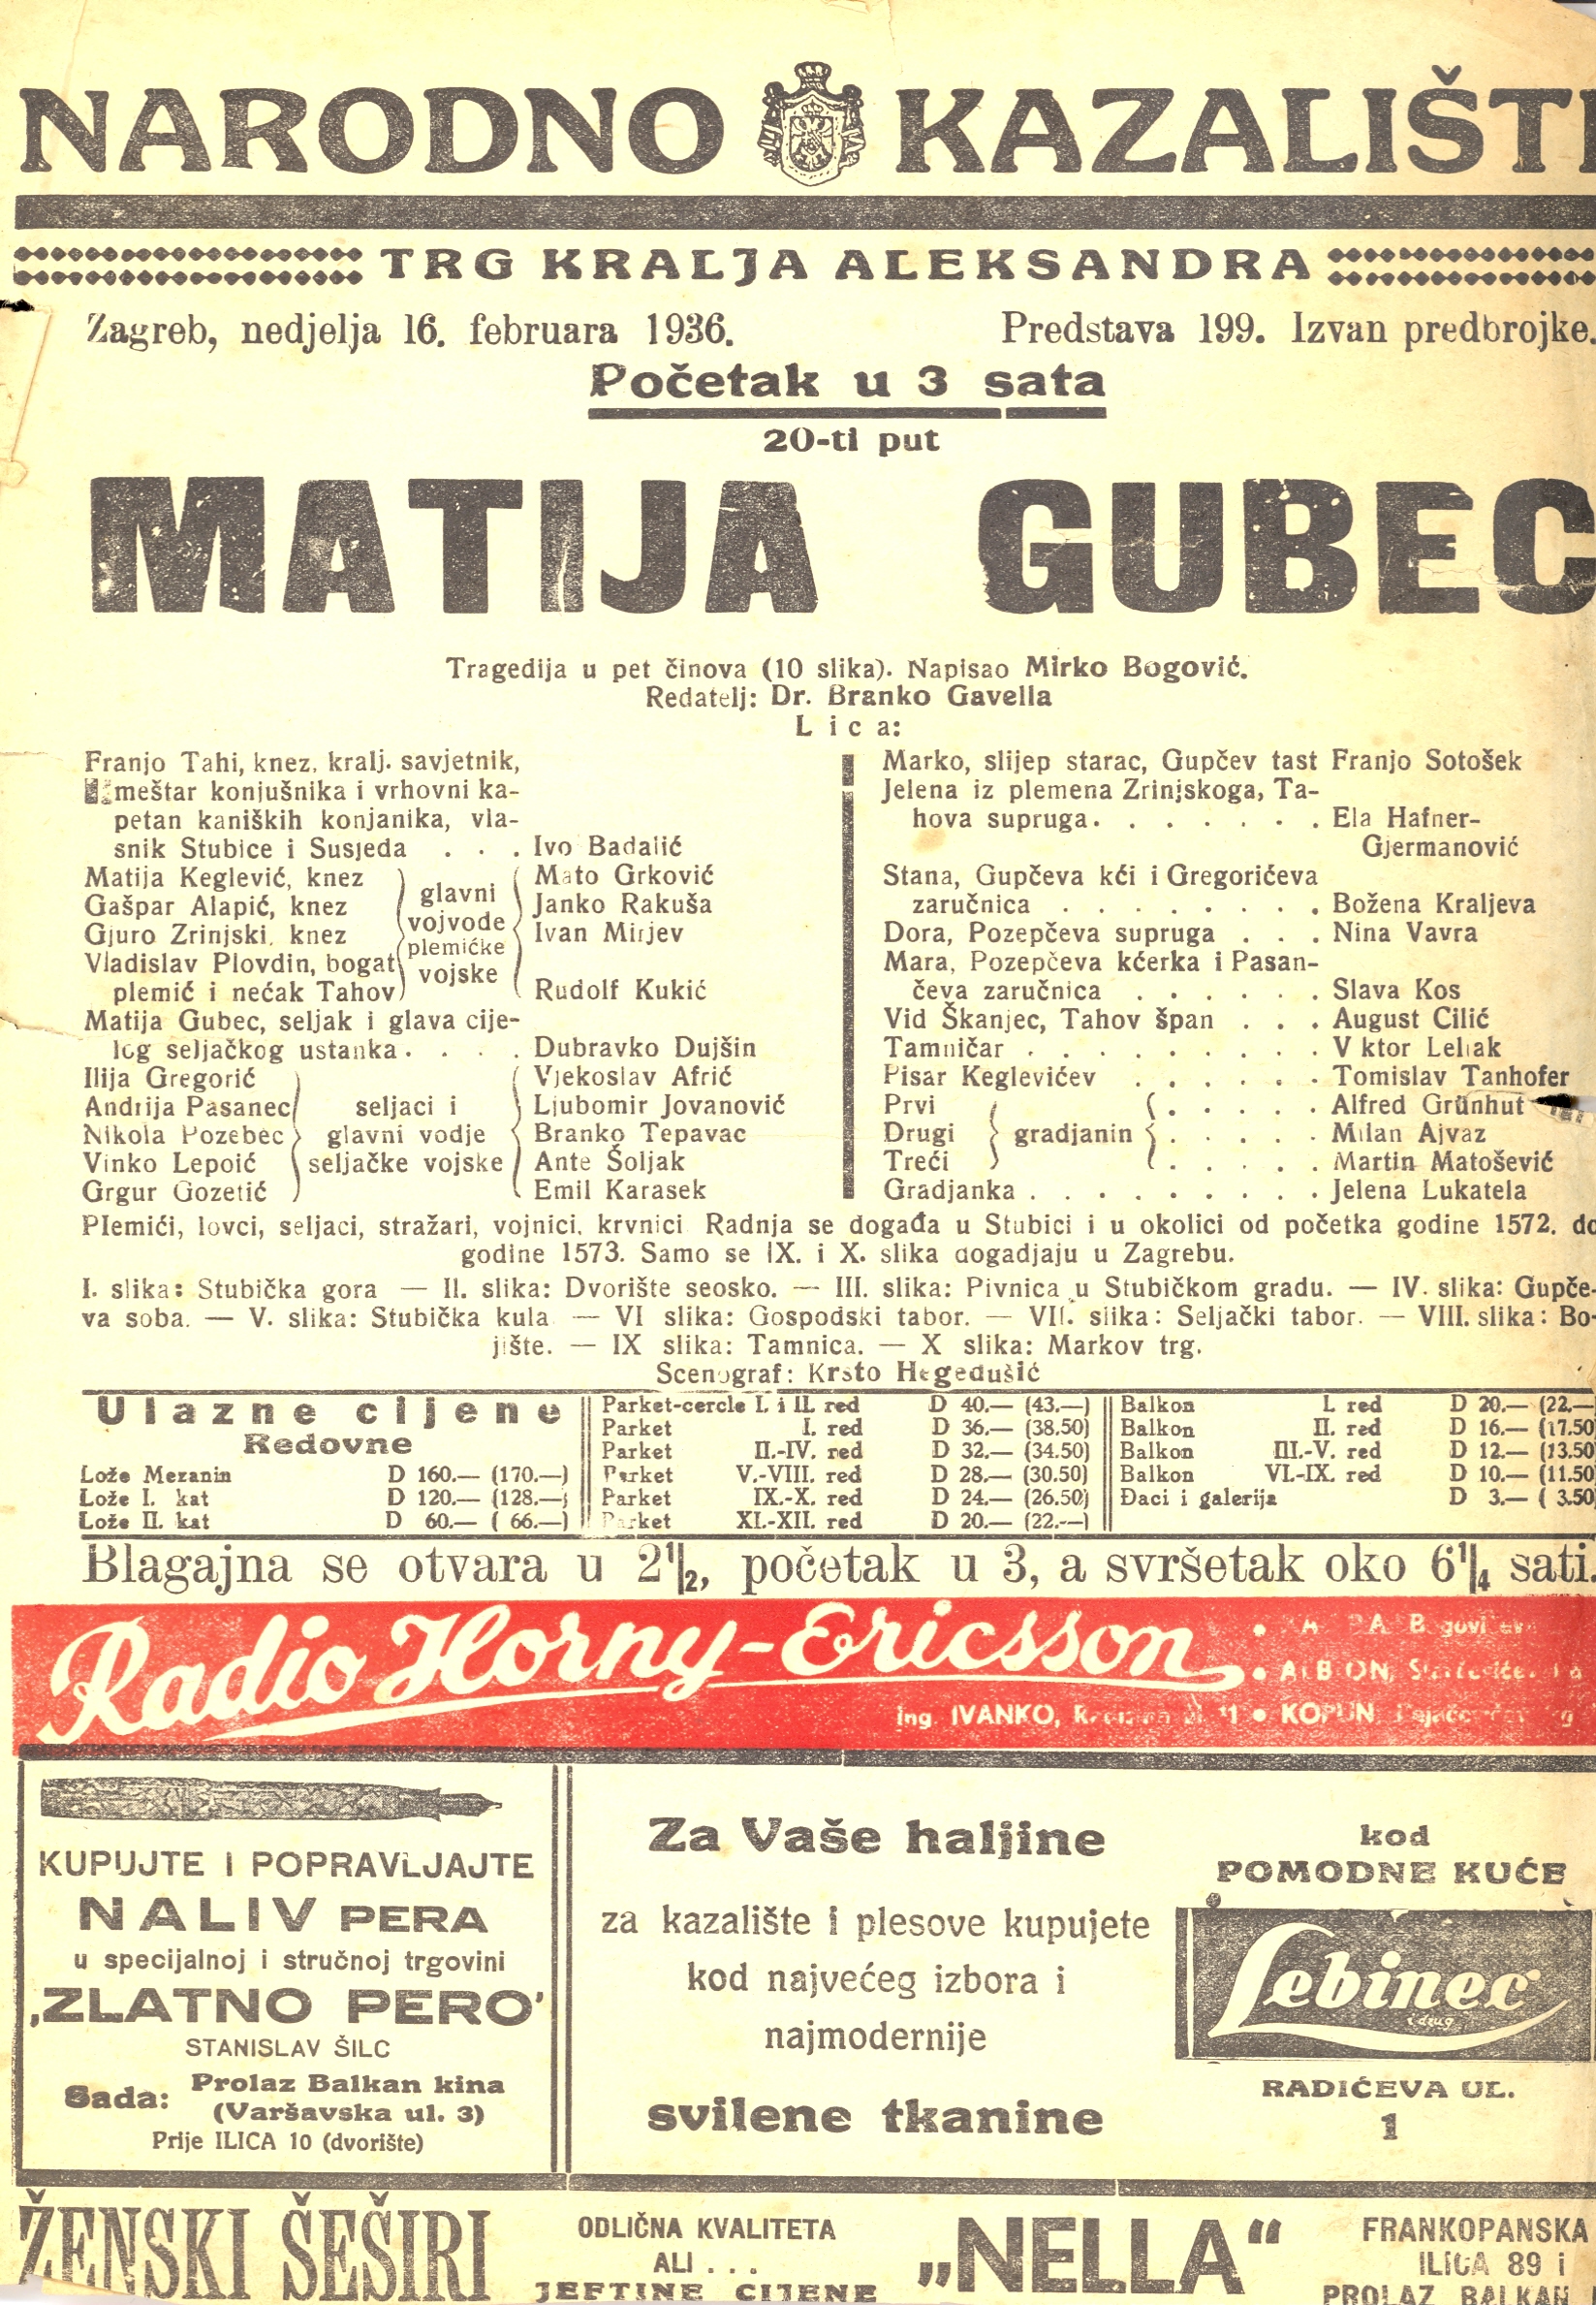 NARODNO KAZALIŠT
TRG KRALJA ALEKSANDRA
Zagreb, nedjelja 16. februara 1936. Predstava 199. Izvan predbrojke.
Početak u 3 sata
20-ti put
MATIJA GUBEC
Tragedija u pet činova (10 slika). Napisao Mirko Bogović.
Redatelj: Dr. Branko Gavella
Lica:
Franjo Tahi, knez, kralj. savjetnik,
meštar konjušnika i vrhovni ka-
petan kaniških konjanika, vla-
snik Stubice i Susjeda . . . Ivo Badalić
Matija Keglević, knez Mato Grković
Gašpar Alapić, knez Janko Rakuša
Gjuro Zrinjski, knez Ivan Mirjev
Vladislav Plovdin, bogat
plemić i nećak Tahov Rudolf Kukić
glavni
vojvode
plemićke
vojske
Matija Gubec, seljak i glava cije-
log seljačkog ustanka . . . . Dubravko Dujšin
Ilija Gregorić Vjekoslav Afrić
Andrija Pasanec seljaci i Ljubomir Jovanović
Nikola Pozebec glavni vodje Branko Tepavac
Vinko Lepoić seljačke vojske Ante Šoljak
Grgur Gozetić Emil Karasek
Marko, slijep starac, Gupčev tast Franjo Sotošek
Jelena iz plemena Zrinjskoga, Ta-
hova supruga. . . . . . . . Ela Hafner-
Gjermanović
Stana, Gupčeva kći i Gregorićeva
zaručnica . . . . . . . . . Božena Kraljeva
Dora, Pozepčeva supruga . . . Nina Vavra
Mara, Pozepčeva kćerka i Pasan-
čeva zaručnica . . . . . . Slava Kos
Vid Škanjec, Tahov špan . . . August Cilić
Tamničar . . . . . . . . . V ktor Leljak
Pisar Keglevićev . . . . . . Tomislav Tanhofer
Prvi . . . . . Alfred Grünhut
Drugi gradjanin . . . . . Milan Ajvaz
Treći . . . . . Martin Matošević
Gradjanka . . . . . . . . . Jelena Lukatela
Plemići, lovci, seljaci, stražari, vojnici, krvnici Radnja se događa u Stubici i u okolici od početka godine 1572. do
godine 1573. Samo se IX. i X. slika dogadjaju u Zagrebu.
I. slika: Stubička gora — II. slika: Dvorište seosko. — III. slika: Pivnica u Stubičkom gradu. — IV. slika: Gupče-
va soba. — V. slika: Stubička kula — VI slika: Gospodski tabor. — VII. slika: Seljački tabor. — VIII. slika: Bo-
jište. — IX slika: Tamnica. — X slika: Markov trg.
Scenograf: Krsto Hegedušić
Ulazne cijene
Redovne
Lože Mezanin D 160.— (170.—)
Lože I. kat D 120.— (128.—)
Lože II. kat D 60.— ( 66.—)
Parket-cercle I. i II. red D 40.— (43.—)
Parket I. red D 36.— (38.50)
Parket II.-IV. red D 32.— (34.50)
Parket V.-VIII. red D 28.— (30.50)
Parket IX.-X. red D 24.— (26.50)
Parket XI.-XII. red D 20.— (22.—)
Balkon I. red D 20.— (22.—)
Balkon II. red D 16.— (17.50)
Balkon III.-V. red D 12.— (13.50)
Balkon VI.-IX. red D 10.— (11.50)
Đaci i galerija D 3.— ( 3.50)
Blagajna se otvara u 2 1/2, početak u 3, a svršetak oko 6 1/4 sati.
Radio Horny-Ericsson
ing. IVANKO,
• KOPUN,
KUPUJTE I POPRAVLJAJTE
NALIV PERA
u specijalnoj i stručnoj trgovini
‚ZLATNO PERO’
STANISLAV ŠILC
Sada: Prolaz Balkan kina
(Varšavska ul. 3)
Prije ILICA 10 (dvorište)
Za Vaše haljine
za kazalište i plesove kupujete
kod najvećeg izbora i
najmodernije
svilene tkanine
kod
POMODNE KUĆE
Lebinec
i drug
RADIĆEVA UL.
1
ŽENSKI ŠEŠIRI
ODLIČNA KVALITETA
ALI . . .
JEFTINE CIJENE
„NELLA“
FRANKOPANSKA
ILICA 89 i
PROLAZ BALKAN